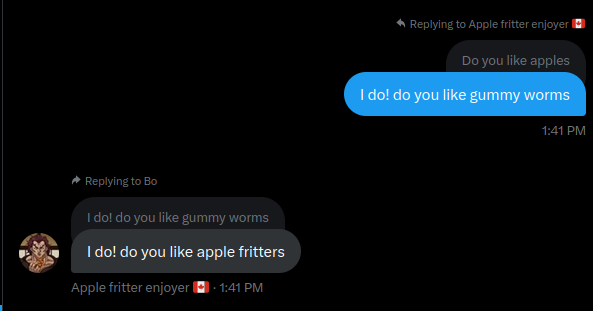 Replying to Apple fritter enjoyer 🇨🇦
Do you like apples
I do! do you like gummy worms
1:41 PM
Replying to Bo
I do! do you like gummy worms
I do! do you like apple fritters
Apple fritter enjoyer 🇨🇦 · 1:41 PM